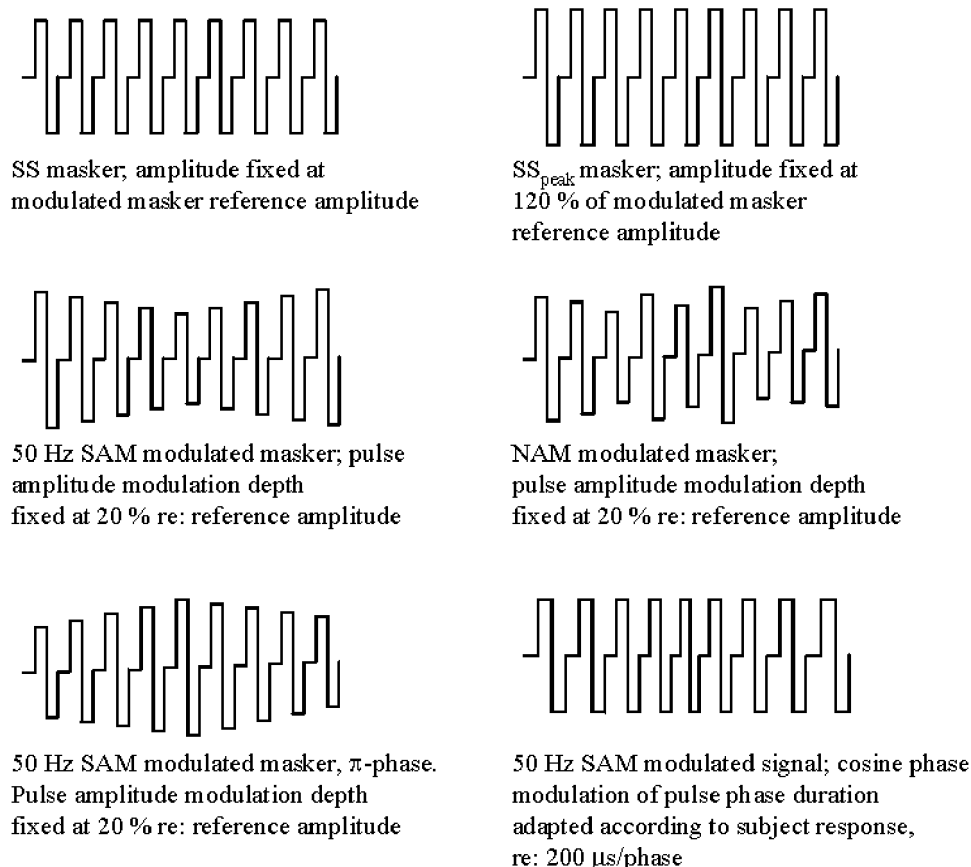 SS masker; amplitude fixed at
modulated masker reference amplitude
SSpeak masker; amplitude fixed at
120 % of modulated masker
reference amplitude
50 Hz SAM modulated masker; pulse
amplitude modulation depth
fixed at 20 % re: reference amplitude
NAM modulated masker;
pulse amplitude modulation depth
fixed at 20 % re: reference amplitude
50 Hz SAM modulated masker, π-phase.
Pulse amplitude modulation depth
fixed at 20 % re: reference amplitude
50 Hz SAM modulated signal; cosine phase
modulation of pulse phase duration
adapted according to subject response,
re: 200 μs/phase